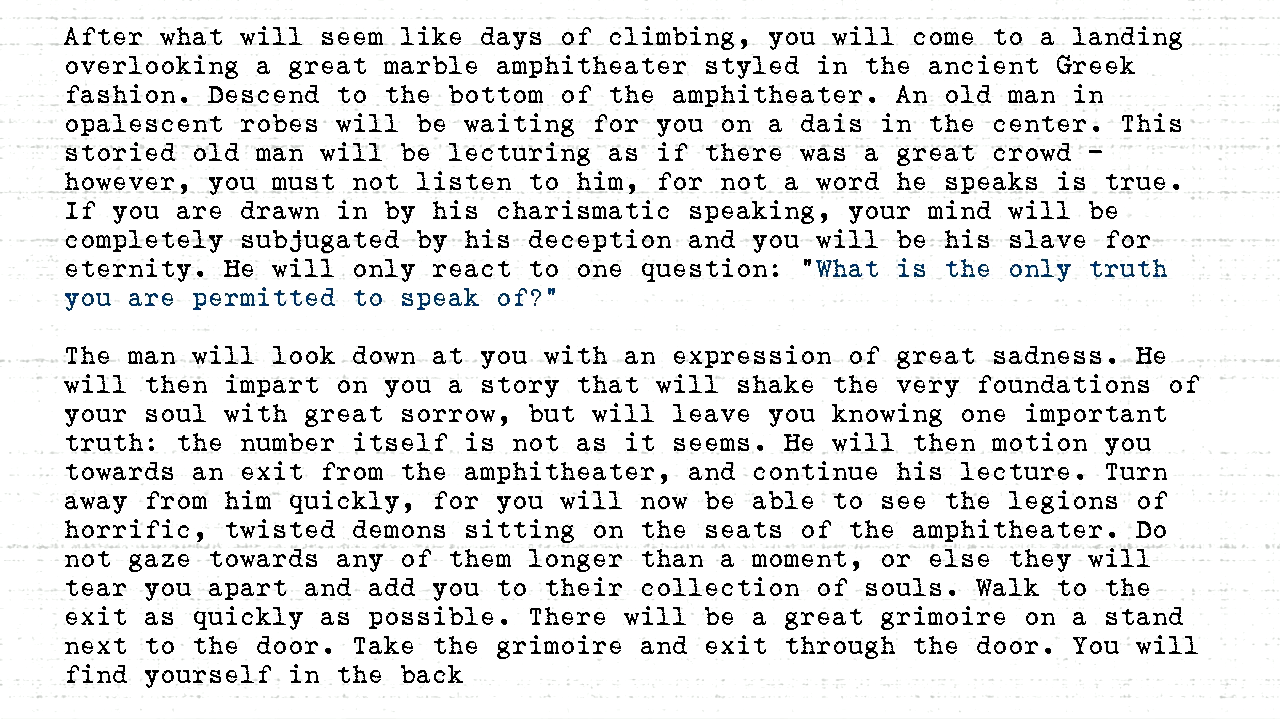 After what will seem like days of climbing, you will come to a landing
overlooking a great marble amphitheater styled in the ancient Greek
fashion. Descend to the bottom of the amphitheater. An old man in
opalescent robes will be waiting for you on a dais in the center. This
storied old man will be lecturing as if there was a great crowd –
however, you must not listen to him, for not a word he speaks is true.
If you are drawn in by his charismatic speaking, your mind will be
completely subjugated by his deception and you will be his slave for
eternity. He will only react to one question: "What is the only truth
you are permitted to speak of?"

The man will look down at you with an expression of great sadness. He
will then impart on you a story that will shake the very foundations of
your soul with great sorrow, but will leave you knowing one important
truth: the number itself is not as it seems. He will then motion you
towards an exit from the amphitheater, and continue his lecture. Turn
away from him quickly, for you will now be able to see the legions of
horrific, twisted demons sitting on the seats of the amphitheater. Do
not gaze towards any of them longer than a moment, or else they will
tear you apart and add you to their collection of souls. Walk to the
exit as quickly as possible. There will be a great grimoire on a stand
next to the door. Take the grimoire and exit through the door. You will
find yourself in the back